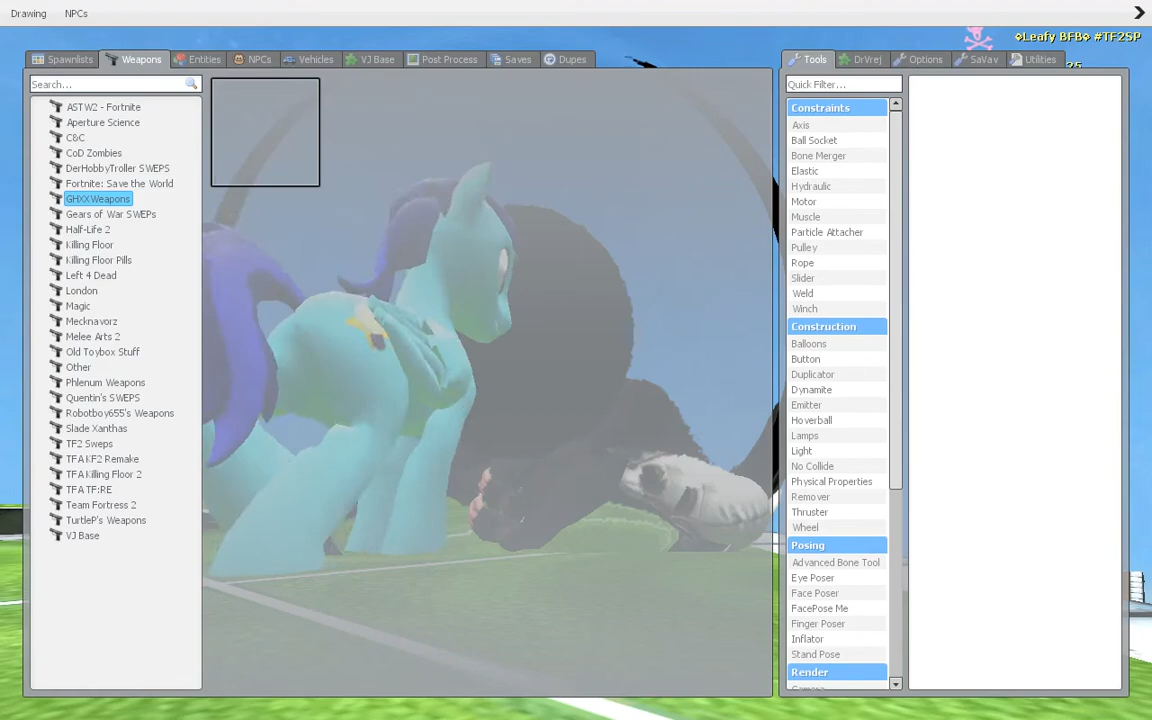 Drawing NPCs
◇Leafy BFB◇ #TF2SP
Spawnlists Weapons Entities NPCs Vehicles VJ Base Post Process Saves Dupes
Tools DrVrej Options SaVav Utilities
Search...
Quick Filter...
ASTW2 - Fortnite
Aperture Science
C&C
CoD Zombies
DerHobbyTroller SWEPS
Fortnite: Save the World
GHXXWeapons
Gears of War SWEPs
Half-Life 2
Killing Floor
Killing Floor Pills
Left 4 Dead
London
Magic
Mecknavorz
Melee Arts 2
Old Toybox Stuff
Other
Phlenum Weapons
Quentin's SWEPS
Robotboy655's Weapons
Slade Xanthas
TF2 Sweps
TFA KF2 Remake
TFA Killing Floor 2
TFA TF:RE
Team Fortress 2
TurtleP's Weapons
VJ Base
Constraints
Axis
Ball Socket
Bone Merger
Elastic
Hydraulic
Motor
Muscle
Particle Attacher
Pulley
Rope
Slider
Weld
Winch
Construction
Balloons
Button
Duplicator
Dynamite
Emitter
Hoverball
Lamps
Light
No Collide
Physical Properties
Remover
Thruster
Wheel
Posing
Advanced Bone Tool
Eye Poser
Face Poser
FacePose Me
Finger Poser
Inflator
Stand Pose
Render